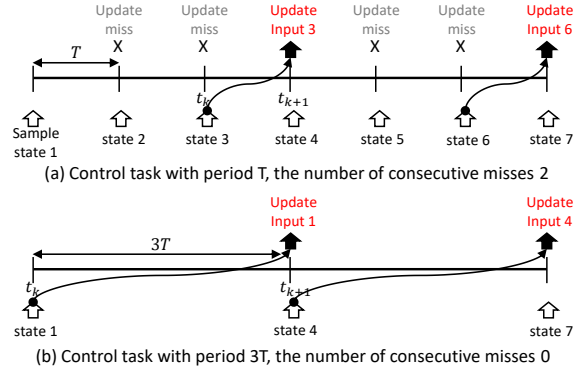 Update miss
Update miss
Update Input 3
Update miss
Update miss
Update Input 6
X
X
X
X
T
t_k
t_{k+1}
Sample state 1
state 2
state 3
state 4
state 5
state 6
state 7
(a) Control task with period T, the number of consecutive misses 2
Update Input 1
Update Input 4
3T
t_k
t_{k+1}
state 1
state 4
state 7
(b) Control task with period 3T, the number of consecutive misses 0